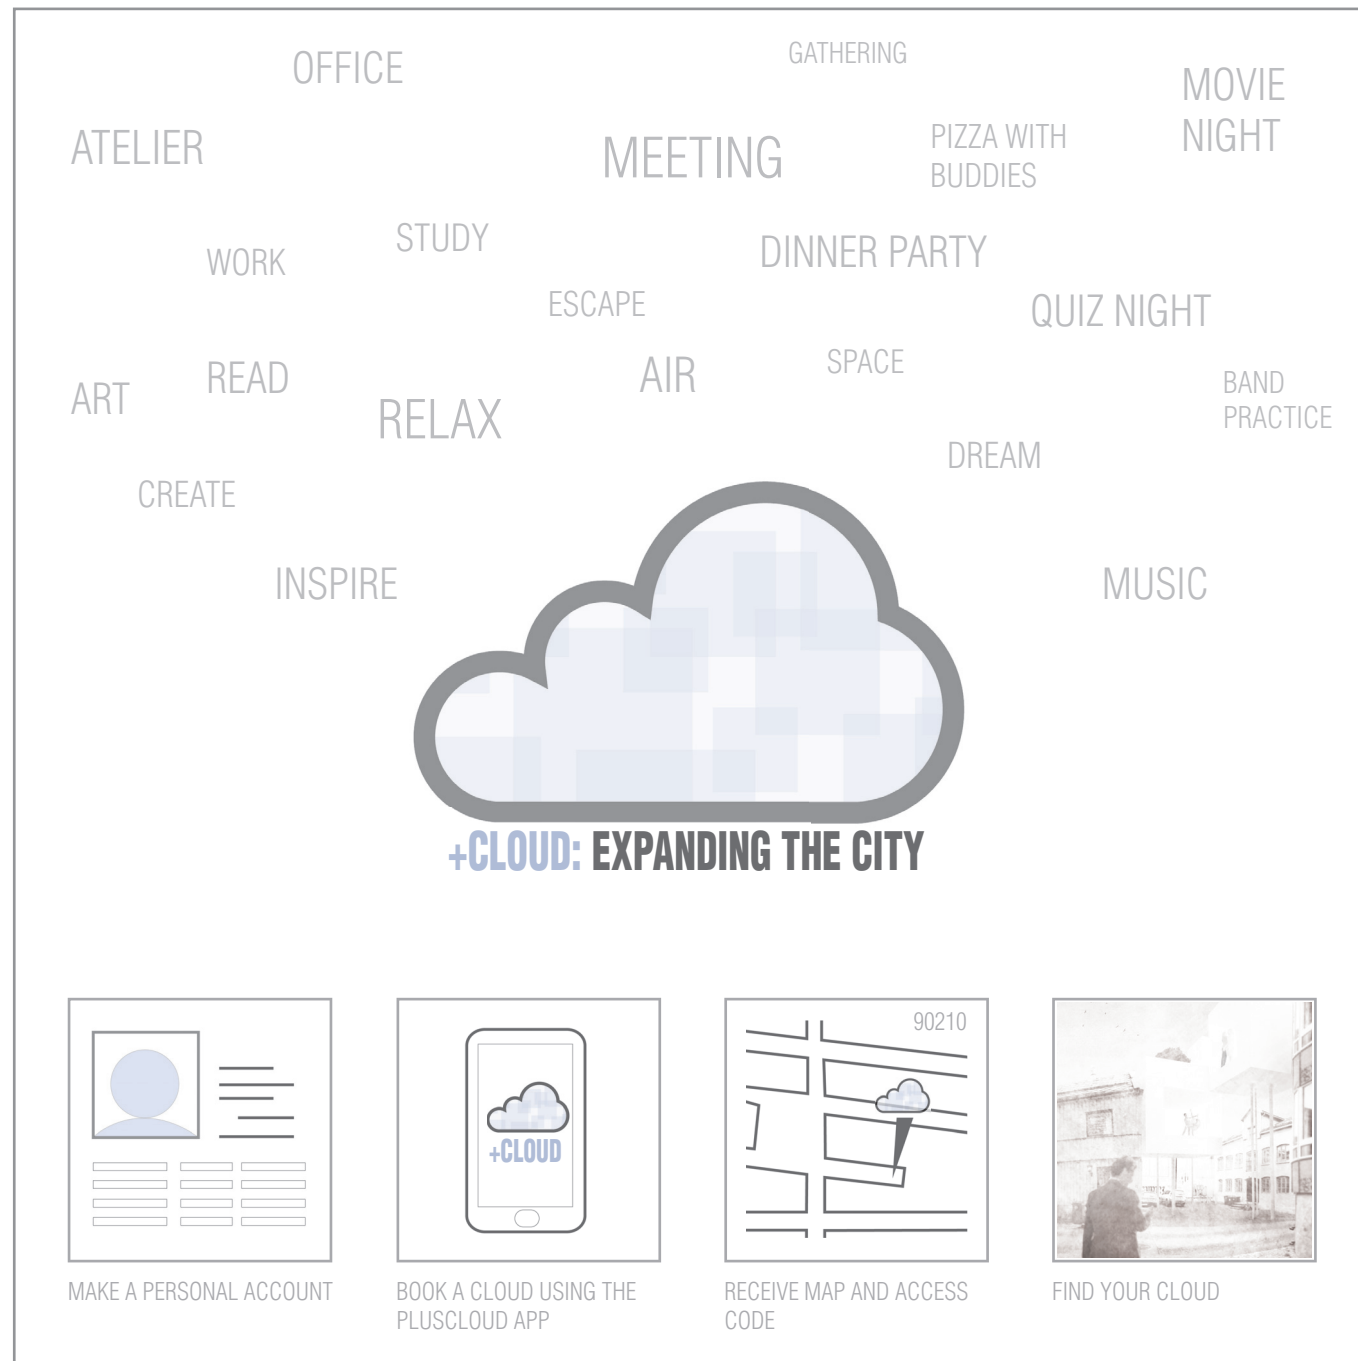 OFFICE
GATHERING
MOVIE
NIGHT
ATELIER
MEETING
PIZZA WITH
BUDDIES
STUDY
WORK
DINNER PARTY
ESCAPE
QUIZ NIGHT
SPACE
AIR
READ
ART
RELAX
BAND
PRACTICE
DREAM
CREATE
INSPIRE
MUSIC
+CLOUD: EXPANDING THE CITY
+CLOUD
90210
MAKE A PERSONAL ACCOUNT
BOOK A CLOUD USING THE
PLUSCLOUD APP
RECEIVE MAP AND ACCESS
CODE
FIND YOUR CLOUD